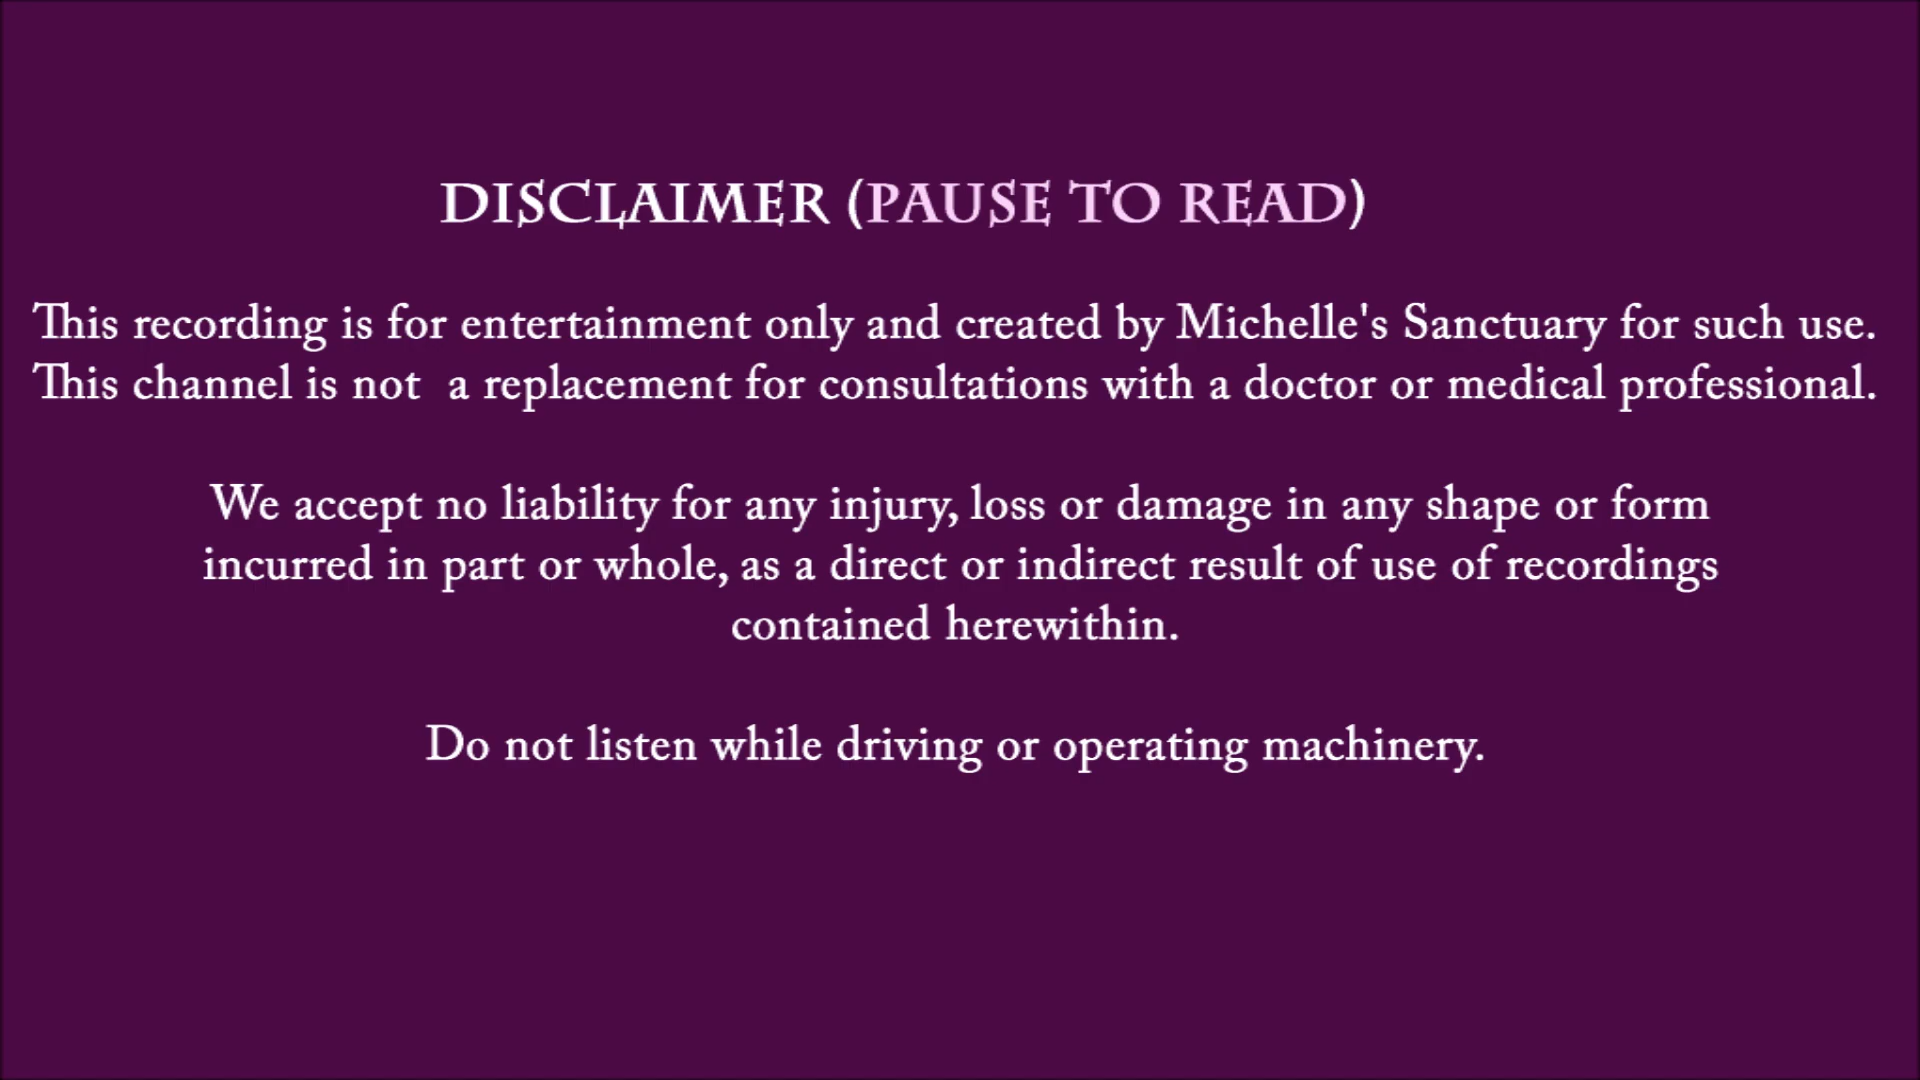 DISCLAIMER (PAUSE TO READ)
This recording is for entertainment only and created by Michelle's Sanctuary for such use.
This channel is not  a replacement for consultations with a doctor or medical professional.
We accept no liability for any injury, loss or damage in any shape or form
incurred in part or whole, as a direct or indirect result of use of recordings
contained herewithin.
Do not listen while driving or operating machinery.